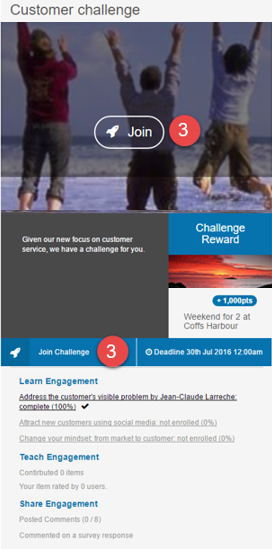 Customer challenge
Join
3
Given our new focus on customer
service, we have a challenge for you.
Challenge
Reward
+ 1,000pts
Weekend for 2 at
Coffs Harbour
Join Challenge
3
Deadline 30th Jul 2016 12:00am
Learn Engagement
Address the customer's visible problem by Jean-Claude Larreche:
complete (100%)
Attract new customers using social media: not enrolled (0%)
Change your mindset: from market to customer: not enrolled (0%)
Teach Engagement
Contirbuted 0 items
Your item rated by 0 users.
Share Engagement
Posted Comments (0 / 8)
Commented on a survey response